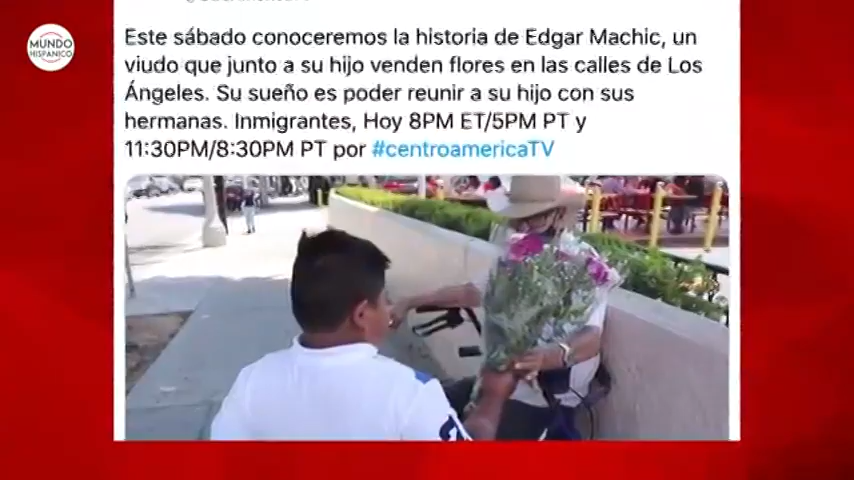 MUNDO
HISPÁNICO
Este sábado conoceremos la historia de Edgar Machic, un
viudo que junto a su hijo venden flores en las calles de Los
Ángeles. Su sueño es poder reunir a su hijo con sus
hermanas. Inmigrantes, Hoy 8PM ET/5PM PT y
11:30PM/8:30PM PT por #centroamericaTV